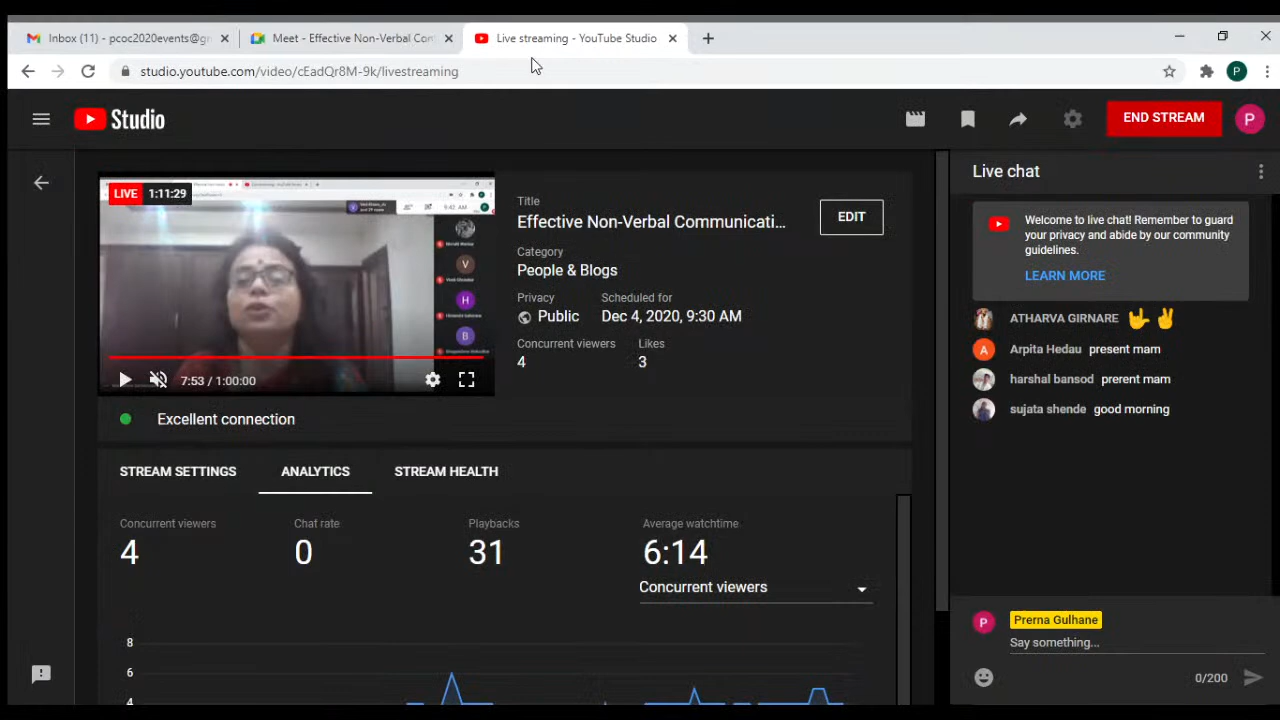 Inbox (11) - pcoc2020events@g
Meet - Effective Non-Verbal Con
Live streaming - YouTube Studio
studio.youtube.com/video/cEadQr8M-9k/livestreaming
P
Studio
END STREAM
P
LIVE 1:11:29
9:42 AM
V
H
B
7:53 / 1:00:00
Title
Effective Non-Verbal Communicati...
EDIT
Category
People & Blogs
Privacy
Public
Scheduled for
Dec 4, 2020, 9:30 AM
Concurrent viewers
4
Likes
3
Excellent connection
STREAM SETTINGS
ANALYTICS
STREAM HEALTH
Concurrent viewers
4
Chat rate
0
Playbacks
31
Average watchtime
6:14
Concurrent viewers
8
6
4
Live chat
Welcome to live chat! Remember to guard
your privacy and abide by our community
guidelines.
LEARN MORE
ATHARVA GIRNARE
A
Arpita Hedau present mam
harshal bansod prerent mam
sujata shende good morning
P
Prerna Gulhane
Say something...
0/200